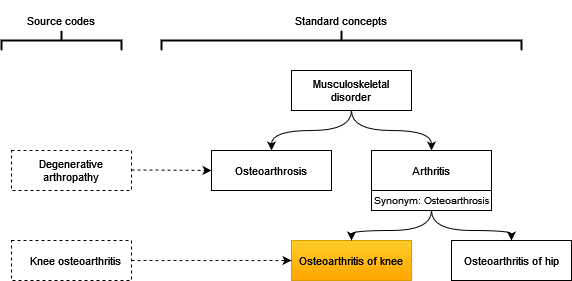 Source codes
Standard concepts
Musculoskeletal
disorder
Degenerative
arthropathy
Osteoarthrosis
Arthritis
Synonym: Osteoarthrosis
Knee osteoarthritis
Osteoarthritis of knee
Osteoarthritis of hip